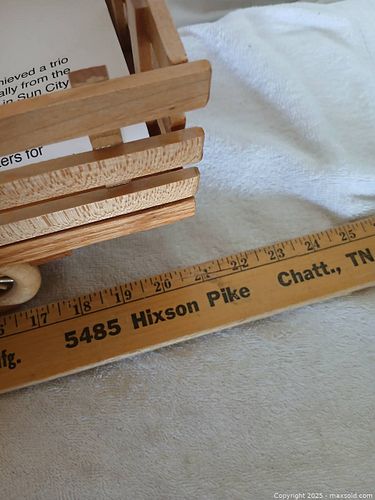 hieved a trio
ally from the
in Sun City
ers for
17 18 19 20 21 22 23 24 25
fg. 5485 Hixson Pike Chatt., TN
Copyright 2025 - maxsold.com